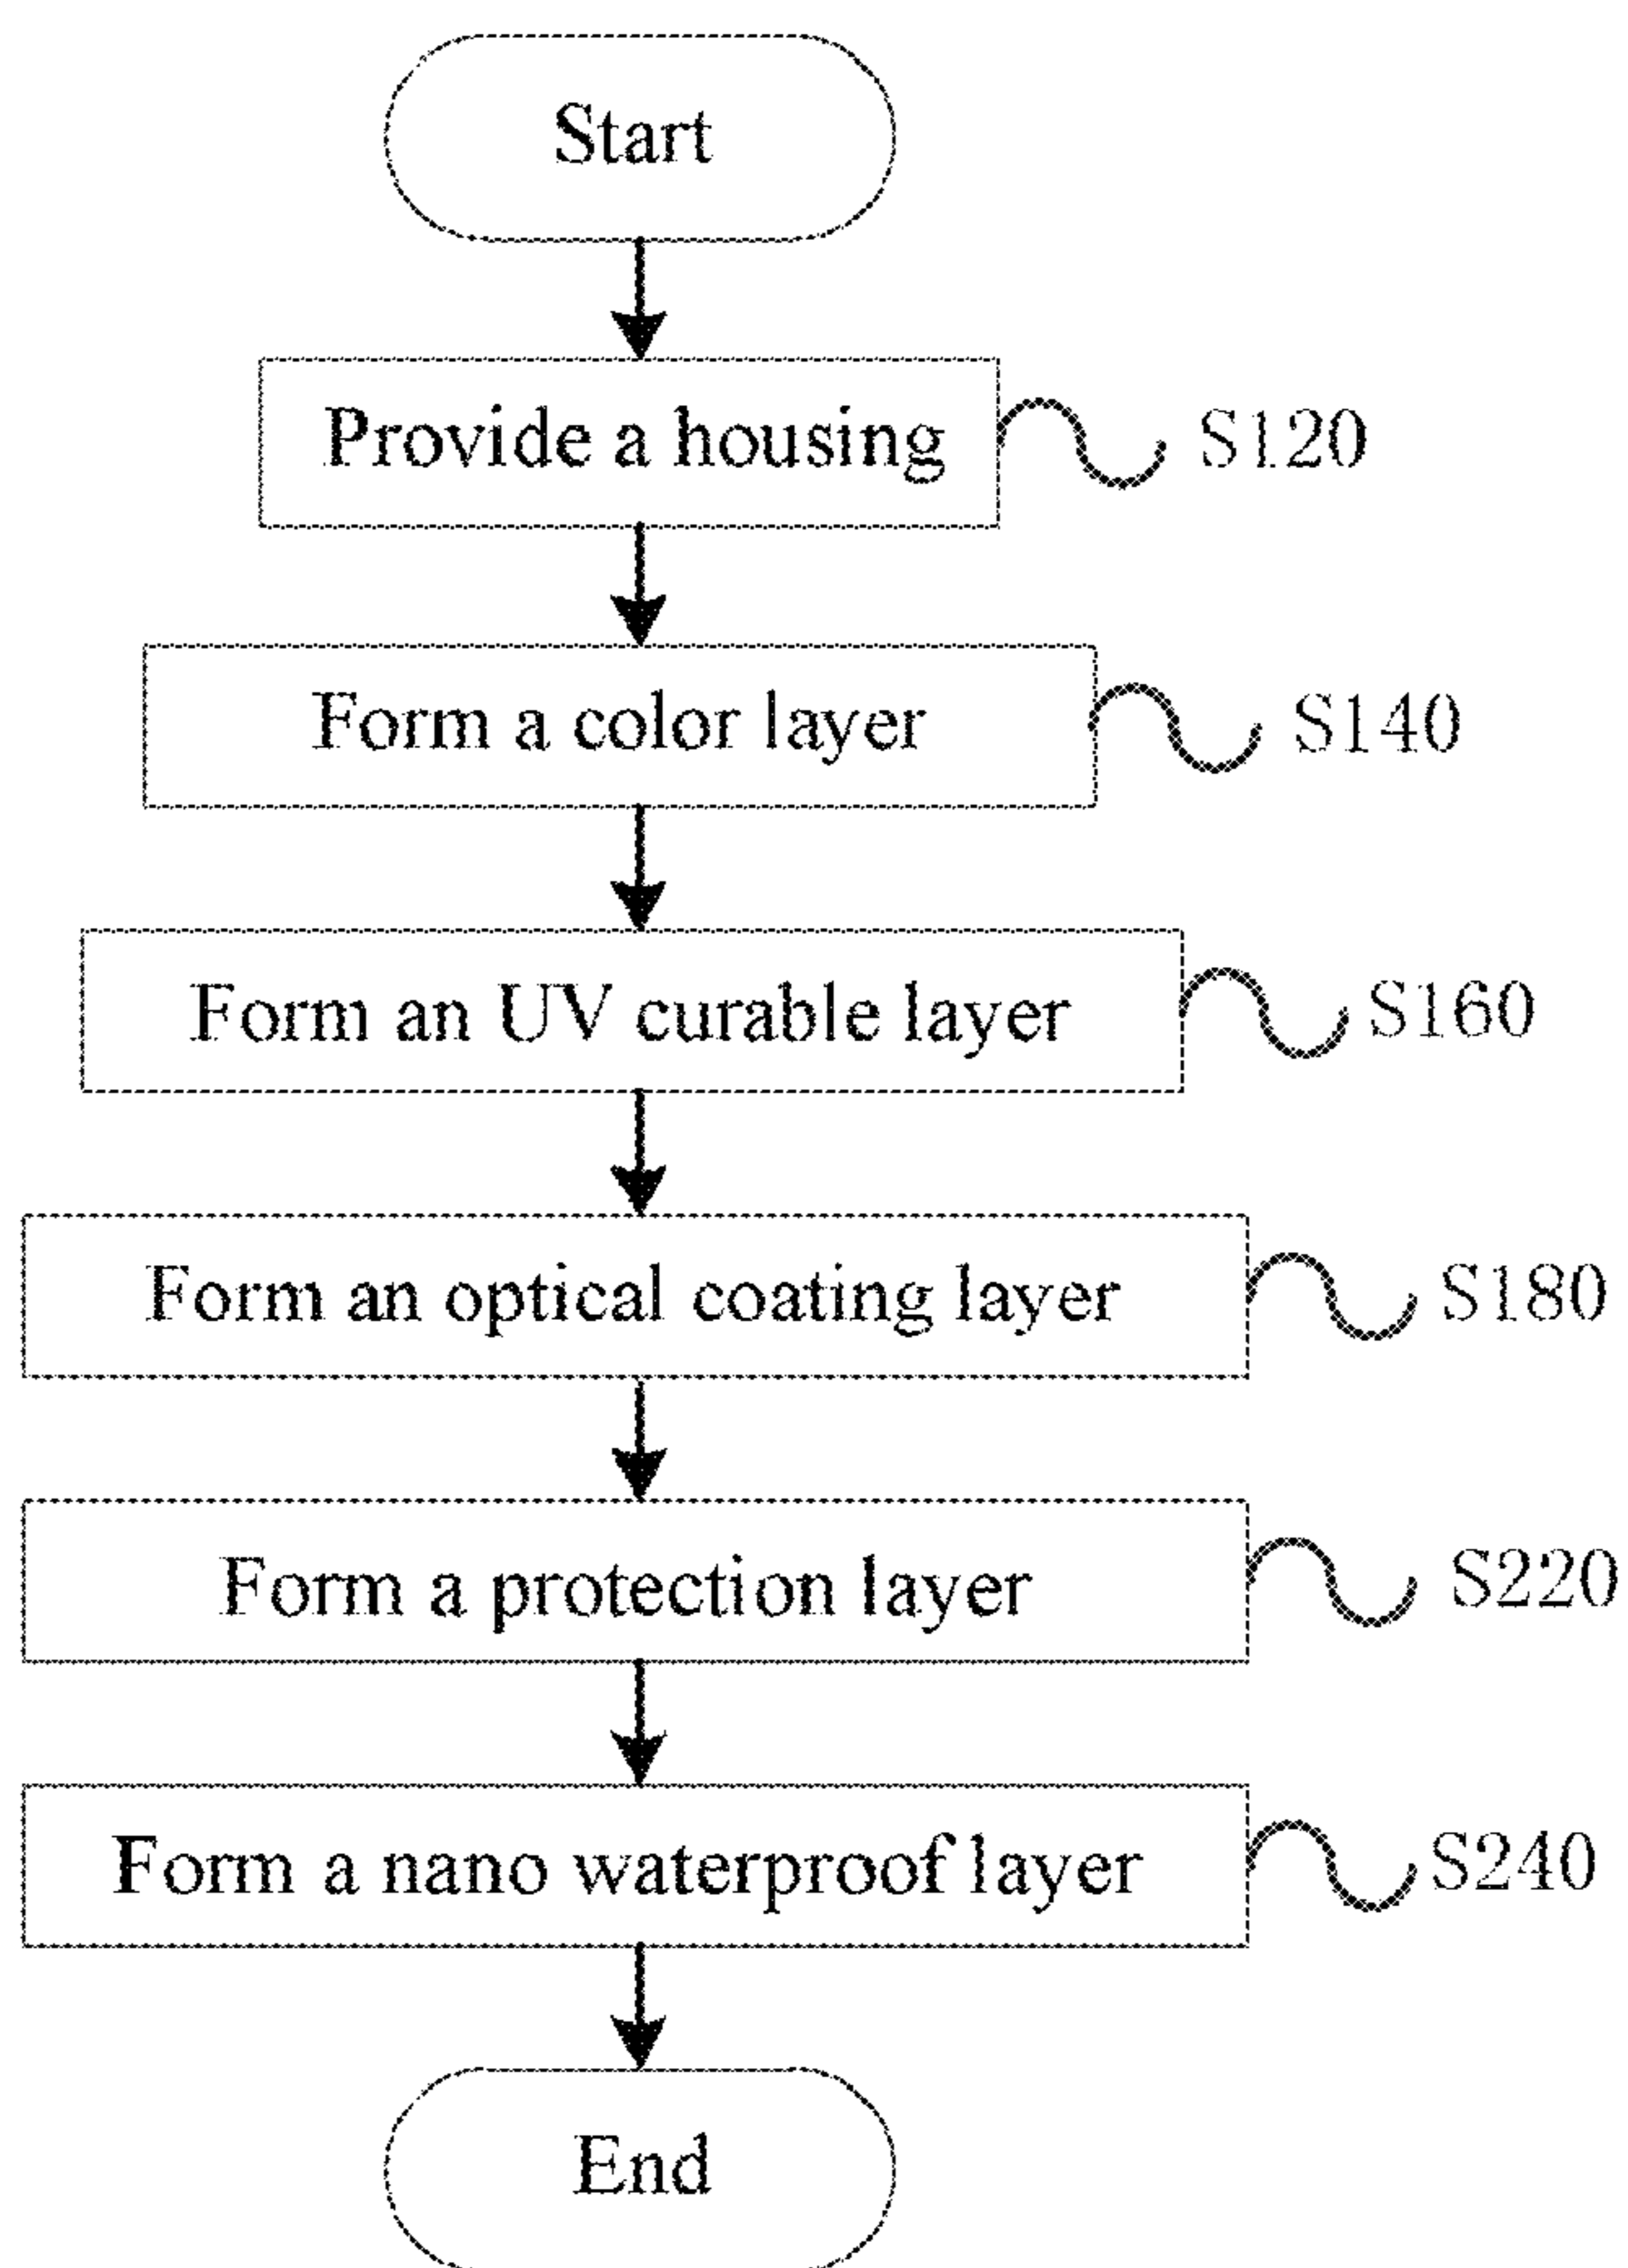 Start
Provide a housing S120
Form a color layer S140
Form an UV curable layer S160
Form an optical coating layer S180
Form a protection layer S220
Form a nano waterproof layer S240
End